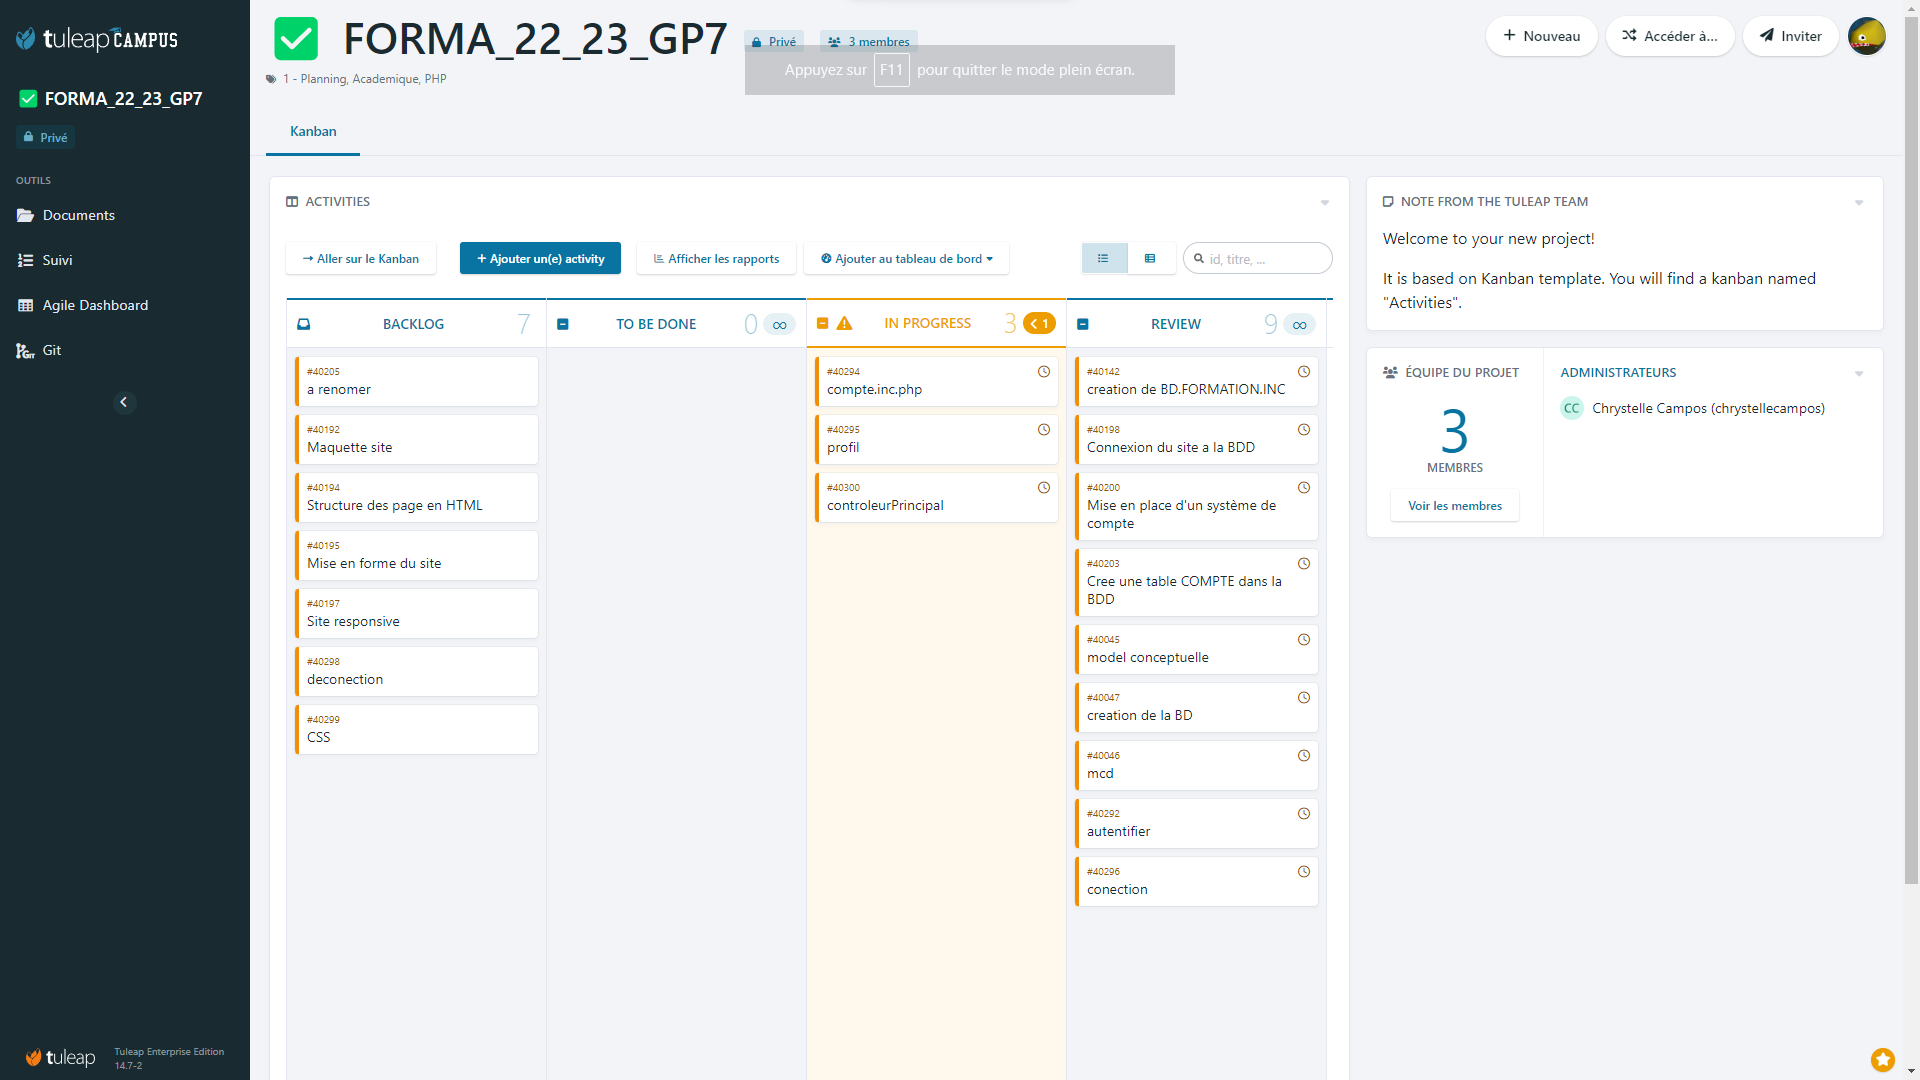 tuleap CAMPUS
FORMA_22_23_GP7
Privé
OUTILS
Documents
Suivi
Agile Dashboard
Git
tuleap
Tuleap Enterprise Edition
14.7-2
FORMA_22_23_GP7
Privé
3 membres
1 - Planning, Academique, PHP
Appuyez sur F11 pour quitter le mode plein écran.
Nouveau
Accéder à...
Inviter
Kanban
ACTIVITIES
→ Aller sur le Kanban
+ Ajouter un(e) activity
Afficher les rapports
Ajouter au tableau de bord
id, titre, ...
BACKLOG 7
#40205
a renomer
#40192
Maquette site
#40194
Structure des page en HTML
#40195
Mise en forme du site
#40197
Site responsive
#40298
deconection
#40299
CSS
TO BE DONE 0 ∞
IN PROGRESS 3 < 1
#40294
compte.inc.php
#40295
profil
#40300
controleurPrincipal
REVIEW 9 ∞
#40142
creation de BD.FORMATION.INC
#40198
Connexion du site a la BDD
#40200
Mise en place d'un système de
compte
#40203
Cree une table COMPTE dans la
BDD
#40045
model conceptuelle
#40047
creation de la BD
#40046
mcd
#40292
autentifier
#40296
conection
NOTE FROM THE TULEAP TEAM
Welcome to your new project!
It is based on Kanban template. You will find a kanban named
"Activities".
ÉQUIPE DU PROJET
3
MEMBRES
Voir les membres
ADMINISTRATEURS
CC Chrystelle Campos (chrystellecampos)